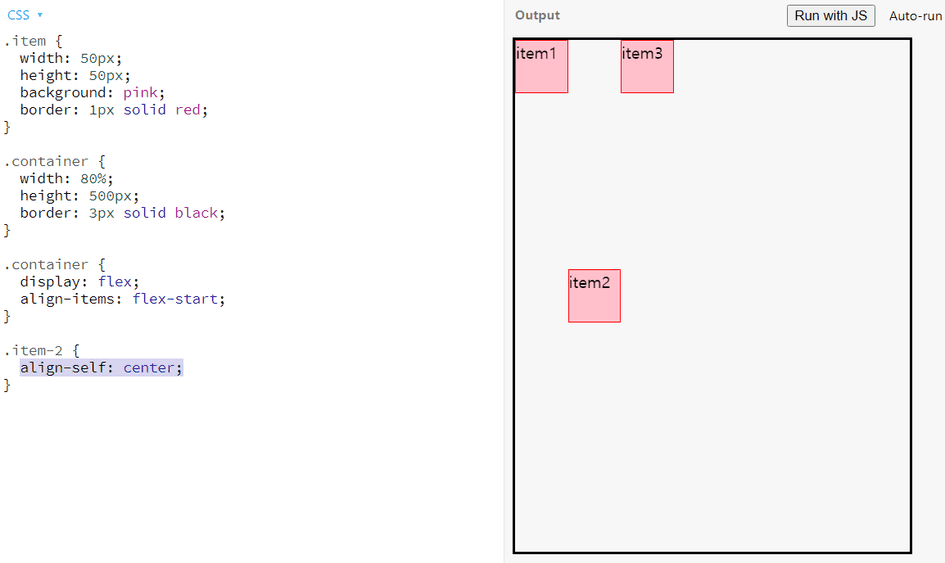 CSS
.item {
  width: 50px;
  height: 50px;
  background: pink;
  border: 1px solid red;
}
.container {
  width: 80%;
  height: 500px;
  border: 3px solid black;
}
.container {
  display: flex;
  align-items: flex-start;
}
.item-2 {
  align-self: center;
}
Output
Run with JS
Auto-run
item1
item3
item2